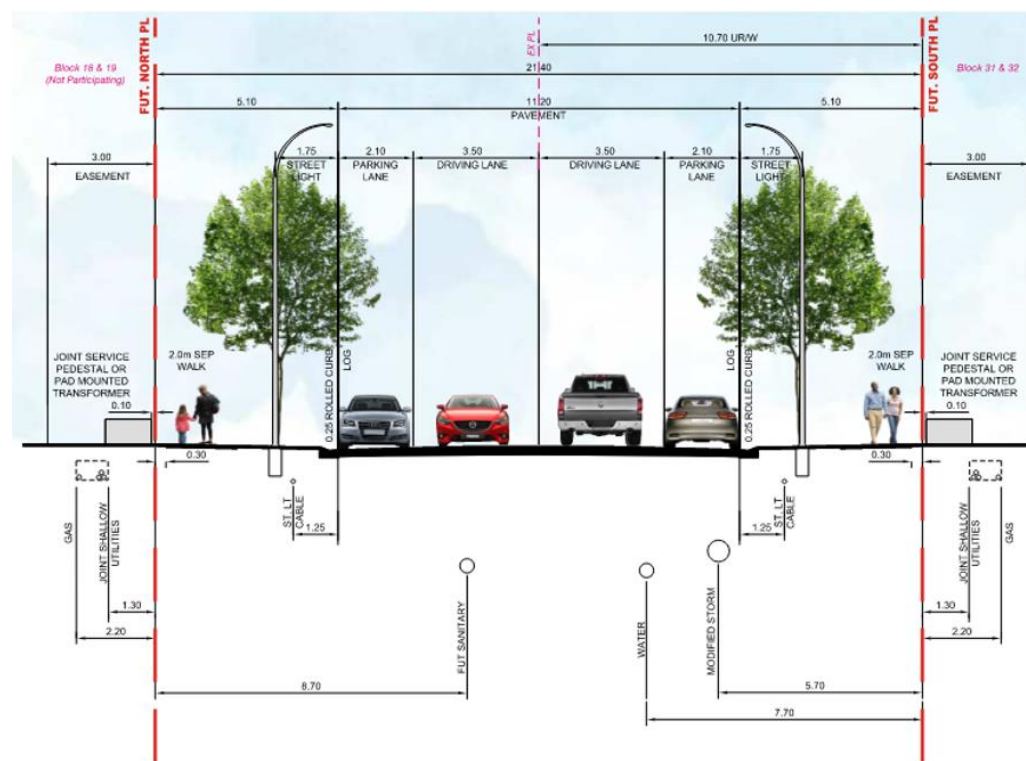 FUT. NORTH PL
Block 18 & 19
(Not Participating)
EX PL
10.70 UR/W
21.40
FUT. SOUTH PL
Block 31 & 32
5.10
11.20
PAVEMENT
5.10
3.00
EASEMENT
1.75
STREET
LIGHT
2.10
PARKING
LANE
3.50
DRIVING LANE
3.50
DRIVING LANE
2.10
PARKING
LANE
1.75
STREET
LIGHT
3.00
EASEMENT
JOINT SERVICE
PEDESTAL OR
PAD MOUNTED
TRANSFORMER
0.10
2.0m SEP
WALK
0.25 ROLLED CURB
LOG
LOG
0.25 ROLLED CURB
2.0m SEP
WALK
JOINT SERVICE
PEDESTAL OR
PAD MOUNTED
TRANSFORMER
0.10
0.30
0.30
GAS
JOINT SHALLOW
UTILITIES
ST. LT
CABLE
1.25
ST. LT
CABLE
1.25
JOINT SHALLOW
UTILITIES
GAS
1.30
2.20
FUT SANITARY
WATER
MODIFIED STORM
1.30
2.20
8.70
5.70
7.70